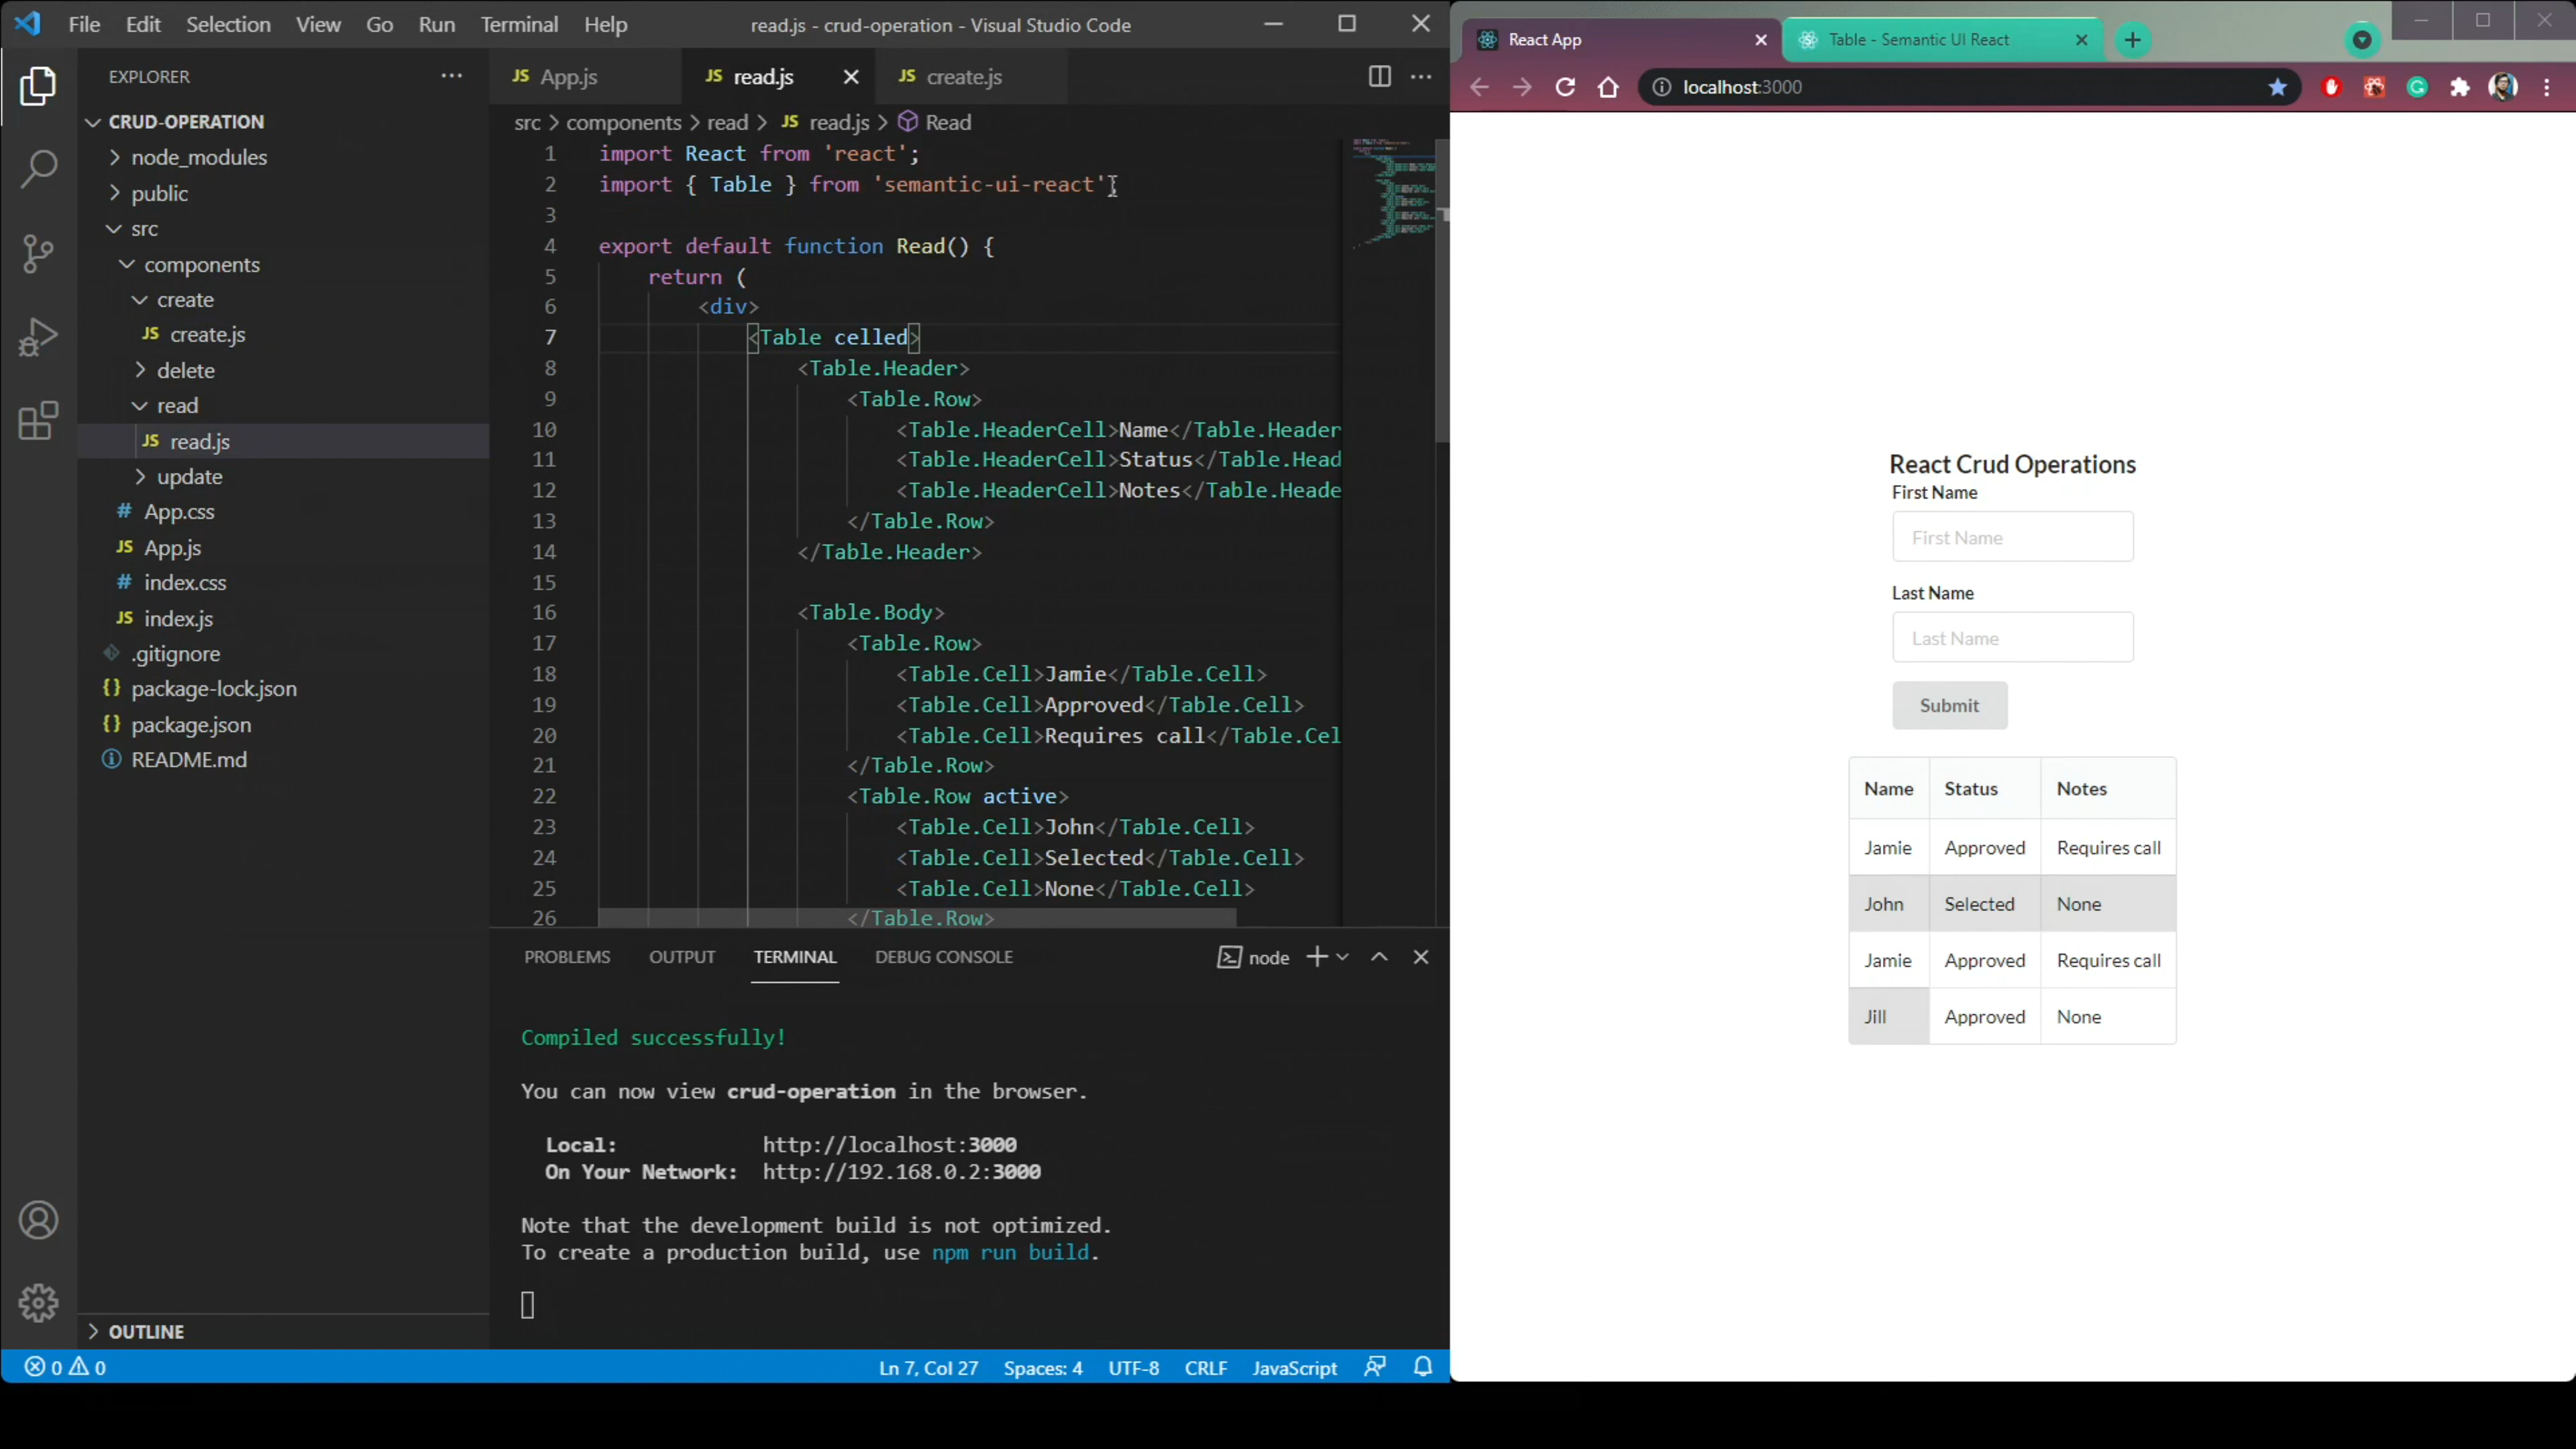 File Edit Selection View Go Run Terminal Help
read.js - crud-operation - Visual Studio Code
EXPLORER
CRUD-OPERATION
node_modules
public
src
components
create
JS create.js
delete
read
JS read.js
update
# App.css
JS App.js
# index.css
JS index.js
.gitignore
{} package-lock.json
{} package.json
README.md
OUTLINE
JS App.js
JS read.js
JS create.js
src > components > read > JS read.js > Read
1 import React from 'react';
2 import { Table } from 'semantic-ui-react'
3
4 export default function Read() {
5 return (
6 <div>
7 <Table celled>
8 <Table.Header>
9 <Table.Row>
10 <Table.HeaderCell>Name</Table.Header
11 <Table.HeaderCell>Status</Table.Head
12 <Table.HeaderCell>Notes</Table.Heade
13 </Table.Row>
14 </Table.Header>
15
16 <Table.Body>
17 <Table.Row>
18 <Table.Cell>Jamie</Table.Cell>
19 <Table.Cell>Approved</Table.Cell>
20 <Table.Cell>Requires call</Table.Cel
21 </Table.Row>
22 <Table.Row active>
23 <Table.Cell>John</Table.Cell>
24 <Table.Cell>Selected</Table.Cell>
25 <Table.Cell>None</Table.Cell>
26 </Table.Row>
PROBLEMS OUTPUT TERMINAL DEBUG CONSOLE
node
Compiled successfully!
You can now view crud-operation in the browser.
Local: http://localhost:3000
On Your Network: http://192.168.0.2:3000
Note that the development build is not optimized.
To create a production build, use npm run build.
0 0
Ln 7, Col 27 Spaces: 4 UTF-8 CRLF JavaScript
React App
Table - Semantic UI React
localhost:3000
React Crud Operations
First Name
First Name
Last Name
Last Name
Submit
Name Status Notes
Jamie Approved Requires call
John Selected None
Jamie Approved Requires call
Jill Approved None